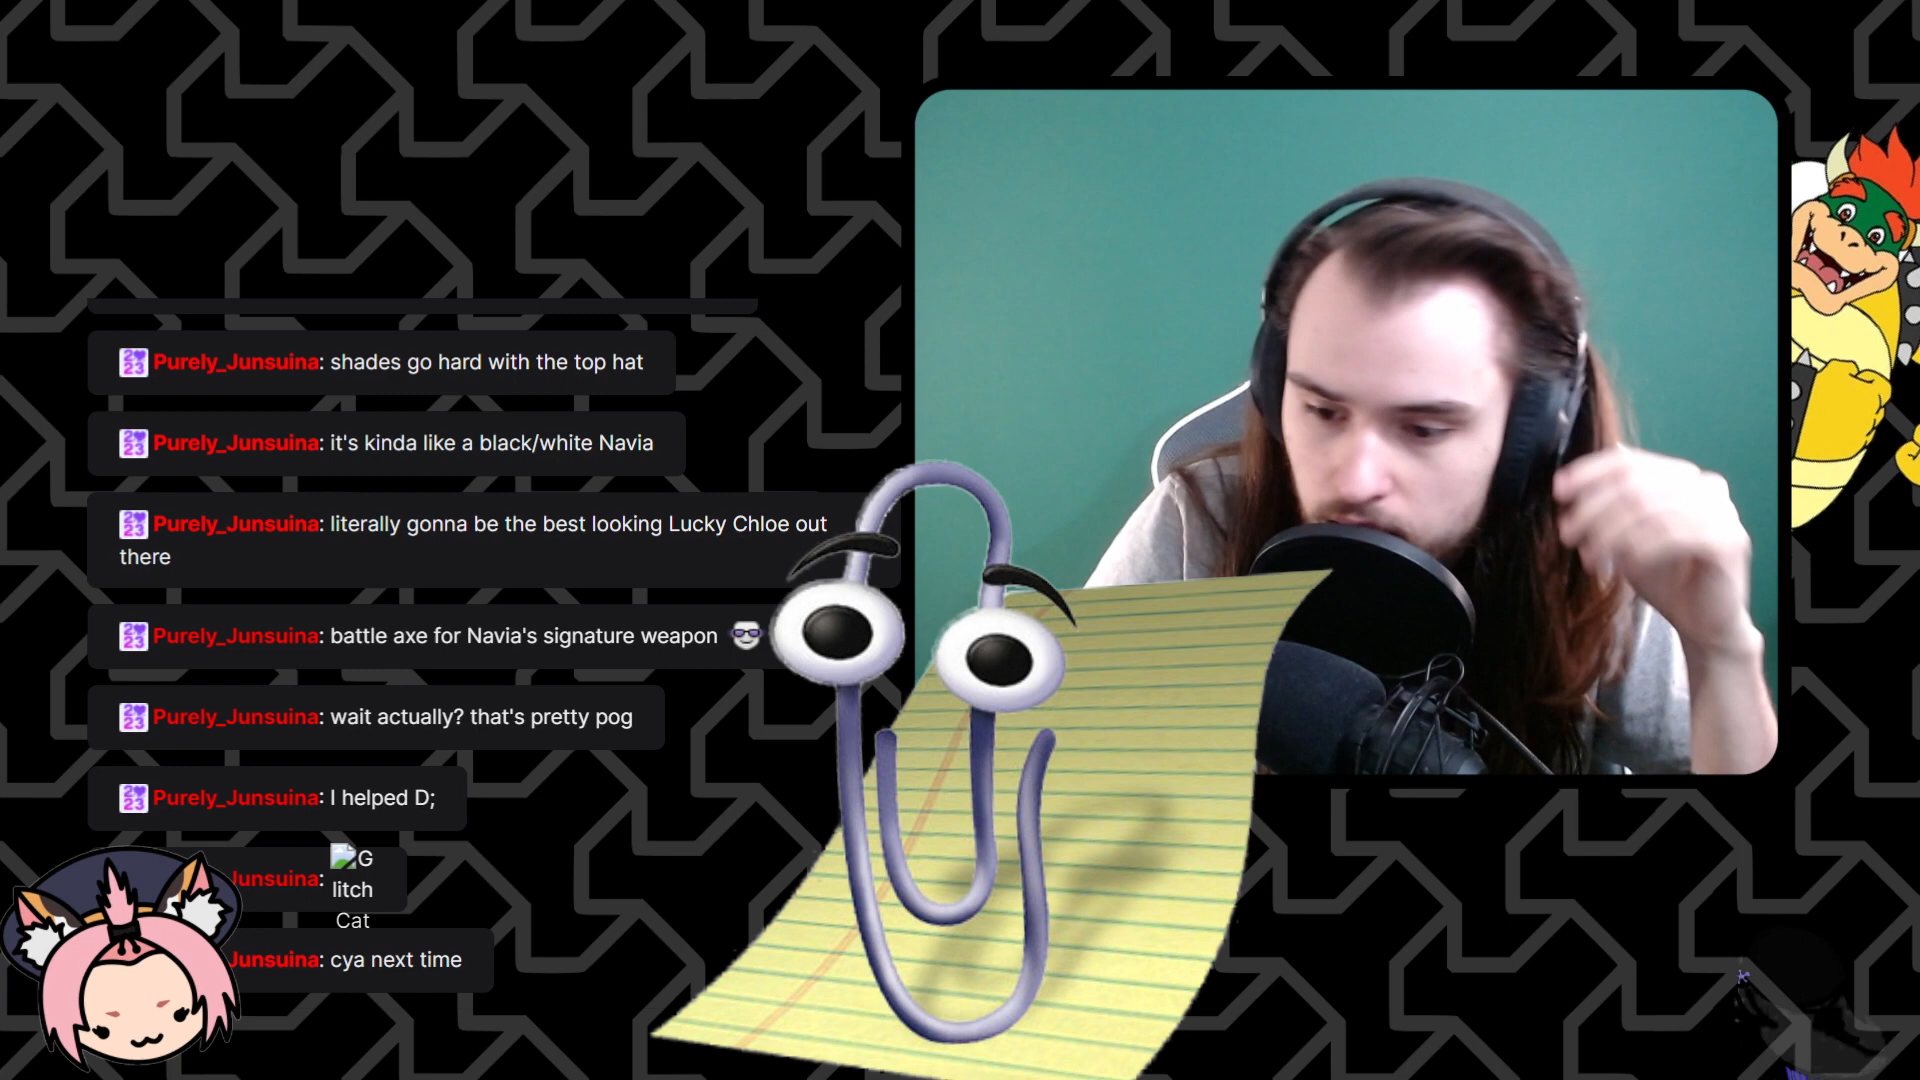 Purely_Junsuina: shades go hard with the top hat
Purely_Junsuina: it's kinda like a black/white Navia
Purely_Junsuina: literally gonna be the best looking Lucky Chloe out
there
Purely_Junsuina: battle axe for Navia's signature weapon
Purely_Junsuina: wait actually? that's pretty pog
Purely_Junsuina: I helped D;
Junsuina: G
litch
Cat
Junsuina: cya next time